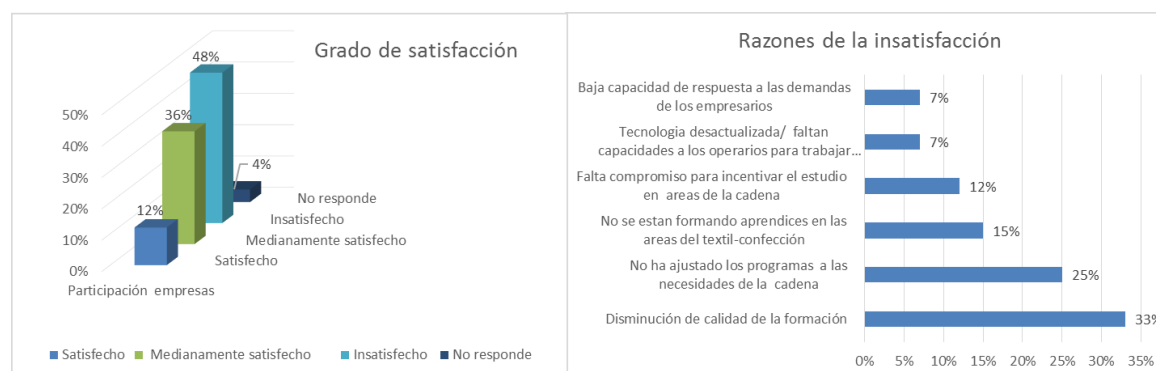 Grado de satisfacción
48%
36%
4%
12%
50%
40%
30%
20%
10%
0%
No responde
Insatisfecho
Medianamente satisfecho
Satisfecho
Participación empresas
Satisfecho Medianamente satisfecho Insatisfecho No responde
Razones de la insatisfacción
Baja capacidad de respuesta a las demandas
de los empresarios
7%
Tecnologia desactualizada/ faltan
capacidades a los operarios para trabajar...
7%
Falta compromiso para incentivar el estudio
en areas de la cadena
12%
No se estan formando aprendices en las
areas del textil-confección
15%
No ha ajustado los programas a las
necesidades de la cadena
25%
Disminución de calidad de la formación
33%
0% 5% 10% 15% 20% 25% 30% 35%